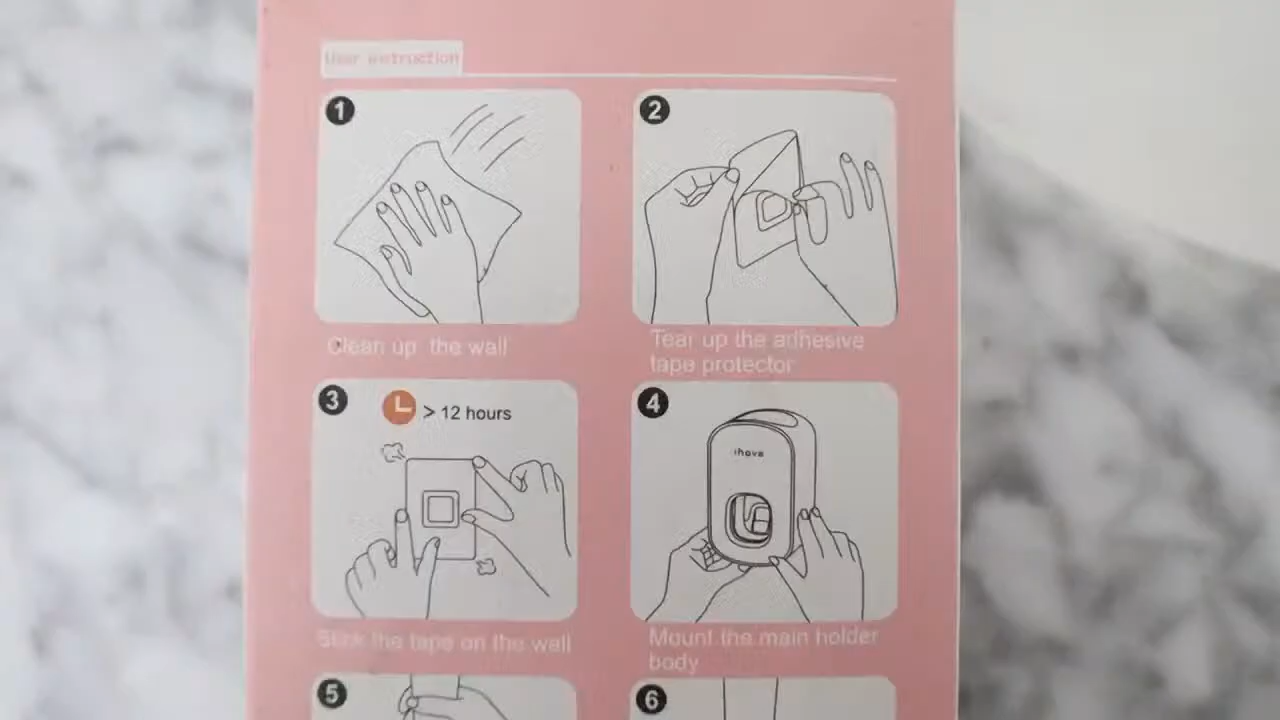 User instruction
1
2
Clean up the wall
Tear up the adhesive
tape protector
3
> 12 hours
4
ihave
Stick the tape on the wall
Mount the main holder
body
5
6